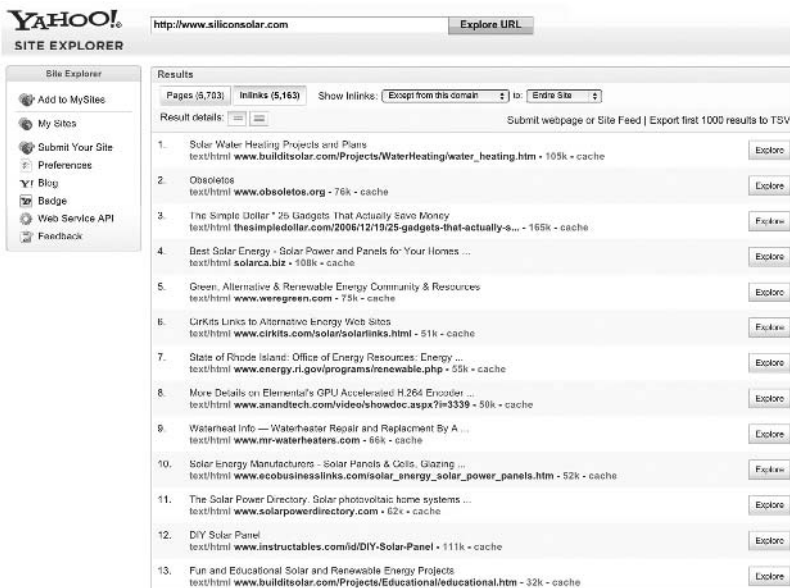 YAHOO!
SITE EXPLORER
http://www.siliconsolar.com
Explore URL
Site Explorer
Add to MySites
My Sites
Submit Your Site
Preferences
Y! Blog
Badge
Web Service API
Feedback
Results
Pages (6,703) Inlinks (5,163) Show Inlinks: Except from this domain to: Entire Site
Result details:
Submit webpage or Site Feed | Export first 1000 results to TSV
1. Solar Water Heating Projects and Plans
text/html www.builditsolar.com/Projects/WaterHeating/water_heating.htm - 105k - cache
Explore
2. Obsoletos
text/html www.obsoletos.org - 76k - cache
Explore
3. The Simple Dollar " 25 Gadgets That Actually Save Money
text/html thesimpledollar.com/2006/12/19/25-gadgets-that-actually-s... - 165k - cache
Explore
4. Best Solar Energy - Solar Power and Panels for Your Homes ...
text/html solarca.biz - 108k - cache
Explore
5. Green, Alternative & Renewable Energy Community & Resources
text/html www.weregreen.com - 75k - cache
Explore
6. CirKits Links to Alternative Energy Web Sites
text/html www.cirkits.com/solar/solarlinks.html - 51k - cache
Explore
7. State of Rhode Island: Office of Energy Resources: Energy ...
text/html www.energy.ri.gov/programs/renewable.php - 55k - cache
Explore
8. More Details on Elemental's GPU Accelerated H.264 Encoder ...
text/html www.anandtech.com/video/showdoc.aspx?i=3339 - 50k - cache
Explore
9. Waterheat Info — Waterheater Repair and Replacment By A ...
text/html www.mr-waterheaters.com - 66k - cache
Explore
10. Solar Energy Manufacturers - Solar Panels & Cells, Glazing ...
text/html www.ecobusinesslinks.com/solar_energy_solar_power_panels.htm - 52k - cache
Explore
11. The Solar Power Directory. Solar photovoltaic home systems ...
text/html www.solarpowerdirectory.com - 62k - cache
Explore
12. DIY Solar Panel
text/html www.instructables.com/id/DIY-Solar-Panel - 111k - cache
Explore
13. Fun and Educational Solar and Renewable Energy Projects
text/html www.builditsolar.com/Projects/Educational/educational.htm - 32k - cache
Explore